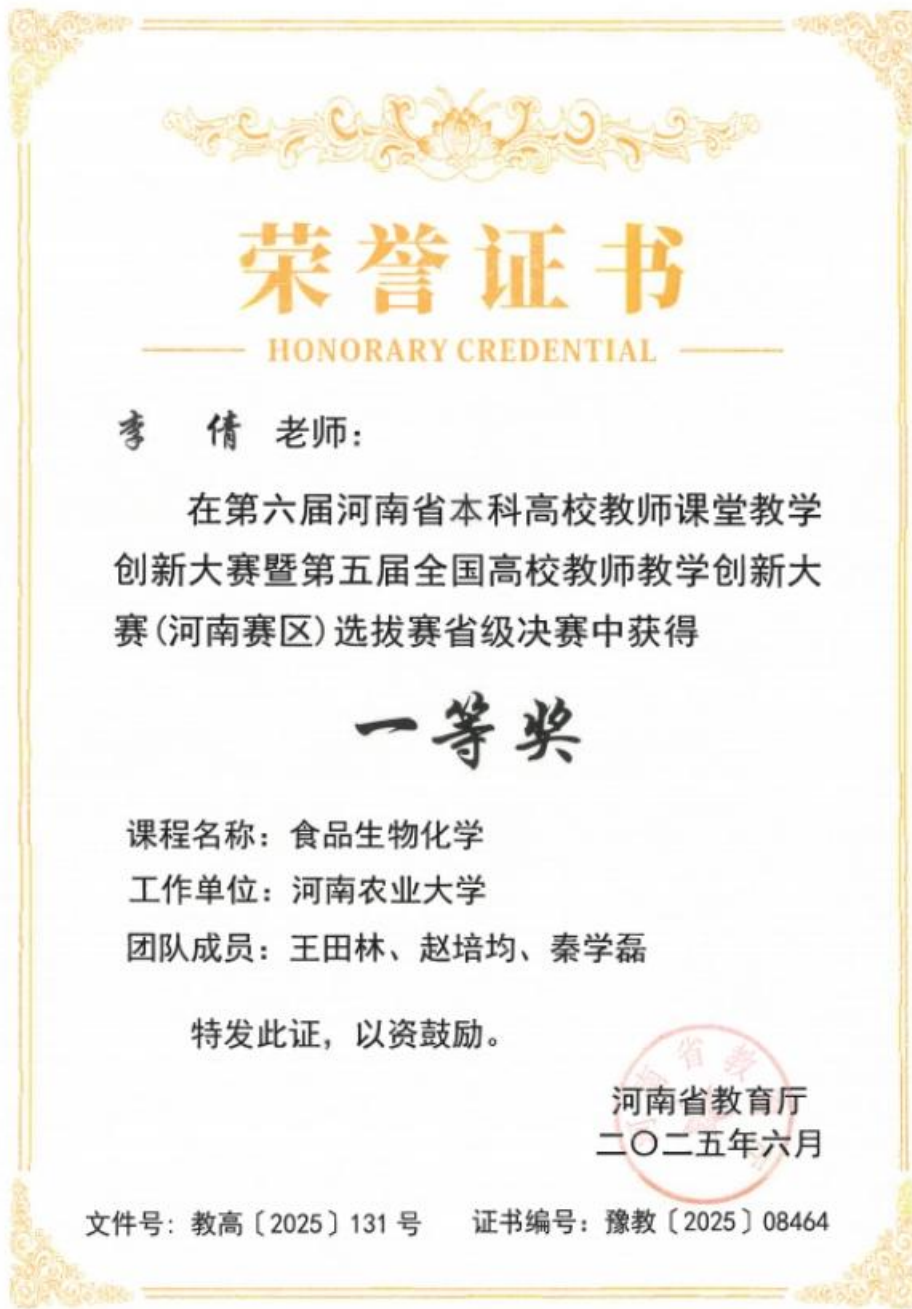 荣誉证书
HONORARY CREDENTIAL
李 倩 老师：
在第六届河南省本科高校教师课堂教学
创新大赛暨第五届全国高校教师教学创新大
赛(河南赛区)选拔赛省级决赛中获得
一等奖
课程名称：食品生物化学
工作单位：河南农业大学
团队成员：王田林、赵培均、秦学磊
特发此证，以资鼓励。
河南省教育厅
二〇二五年六月
文件号：教高〔2025〕131号 证书编号：豫教〔2025〕08464